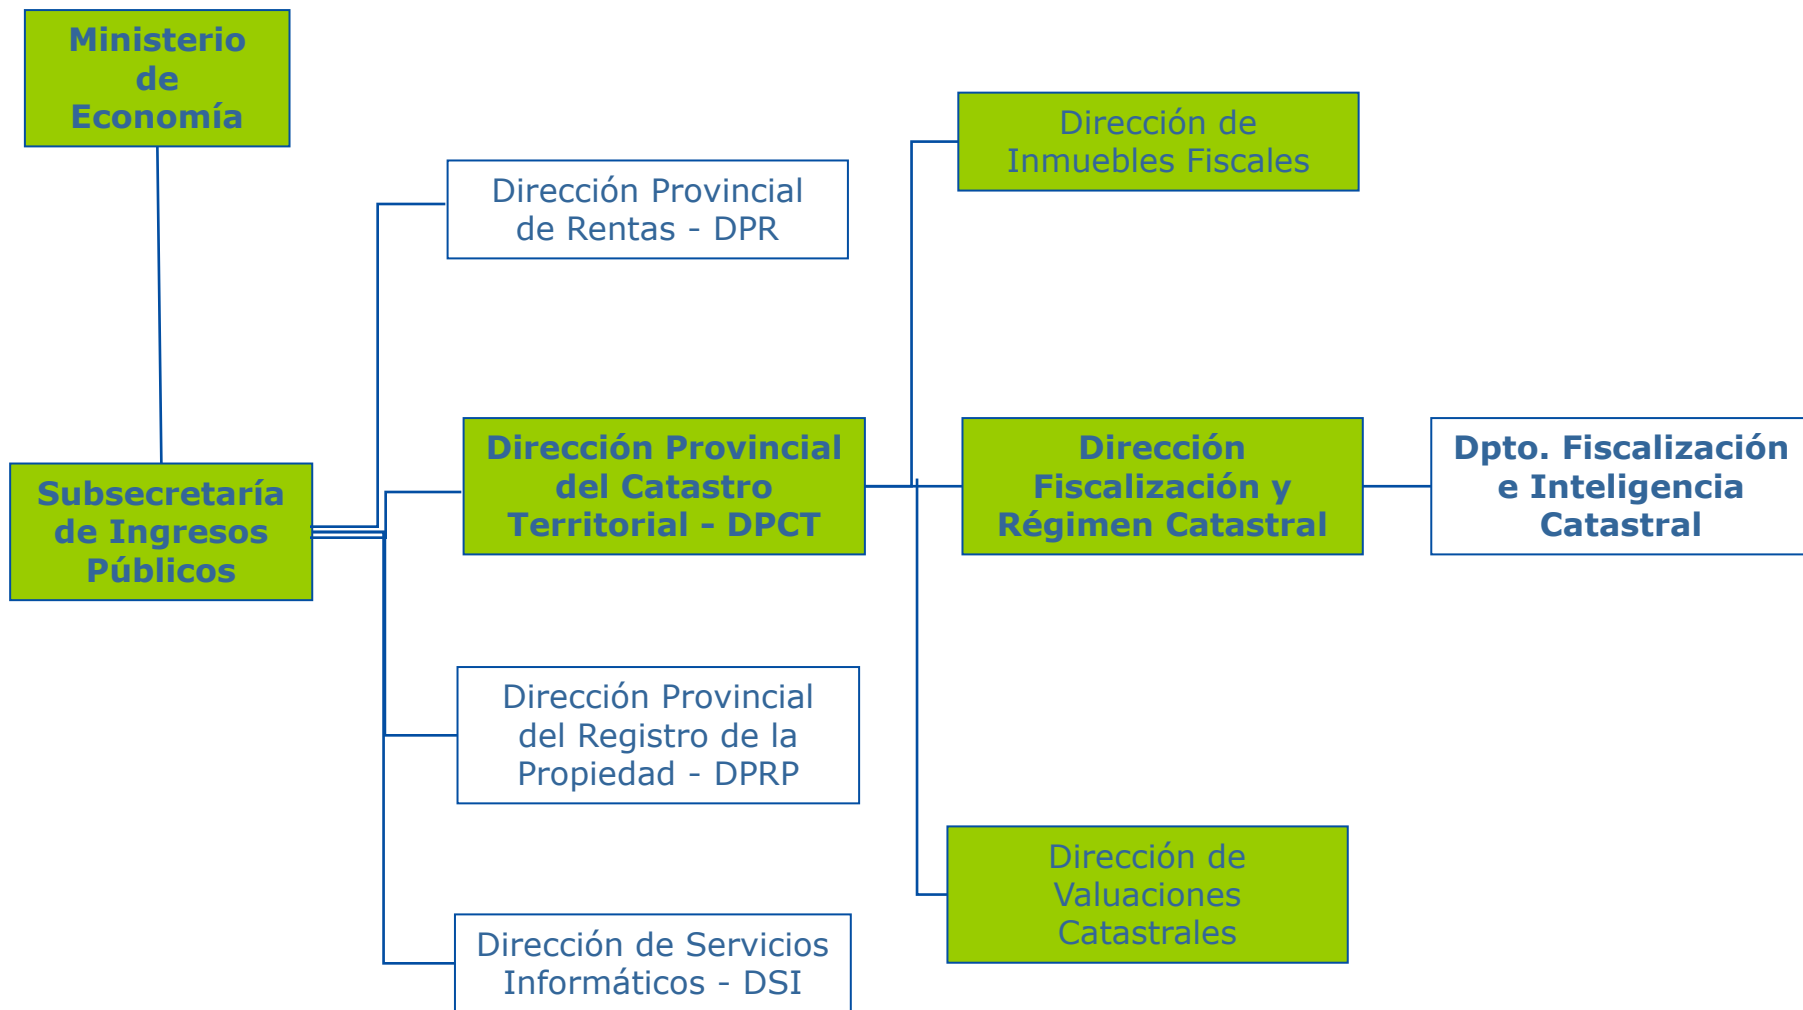 Ministerio
de
Economía
Subsecretaría
de Ingresos
Públicos
Dirección Provincial
de Rentas - DPR
Dirección Provincial
del Catastro
Territorial – DPCT
Dirección Provincial
del Registro de la
Propiedad - DPRP
Dirección de Servicios
Informáticos - DSI
Dirección de
Inmuebles Fiscales
Dirección
Fiscalización y
Régimen Catastral
Dirección de
Valuaciones
Catastrales
Dpto. Fiscalización
e Inteligencia
Catastral